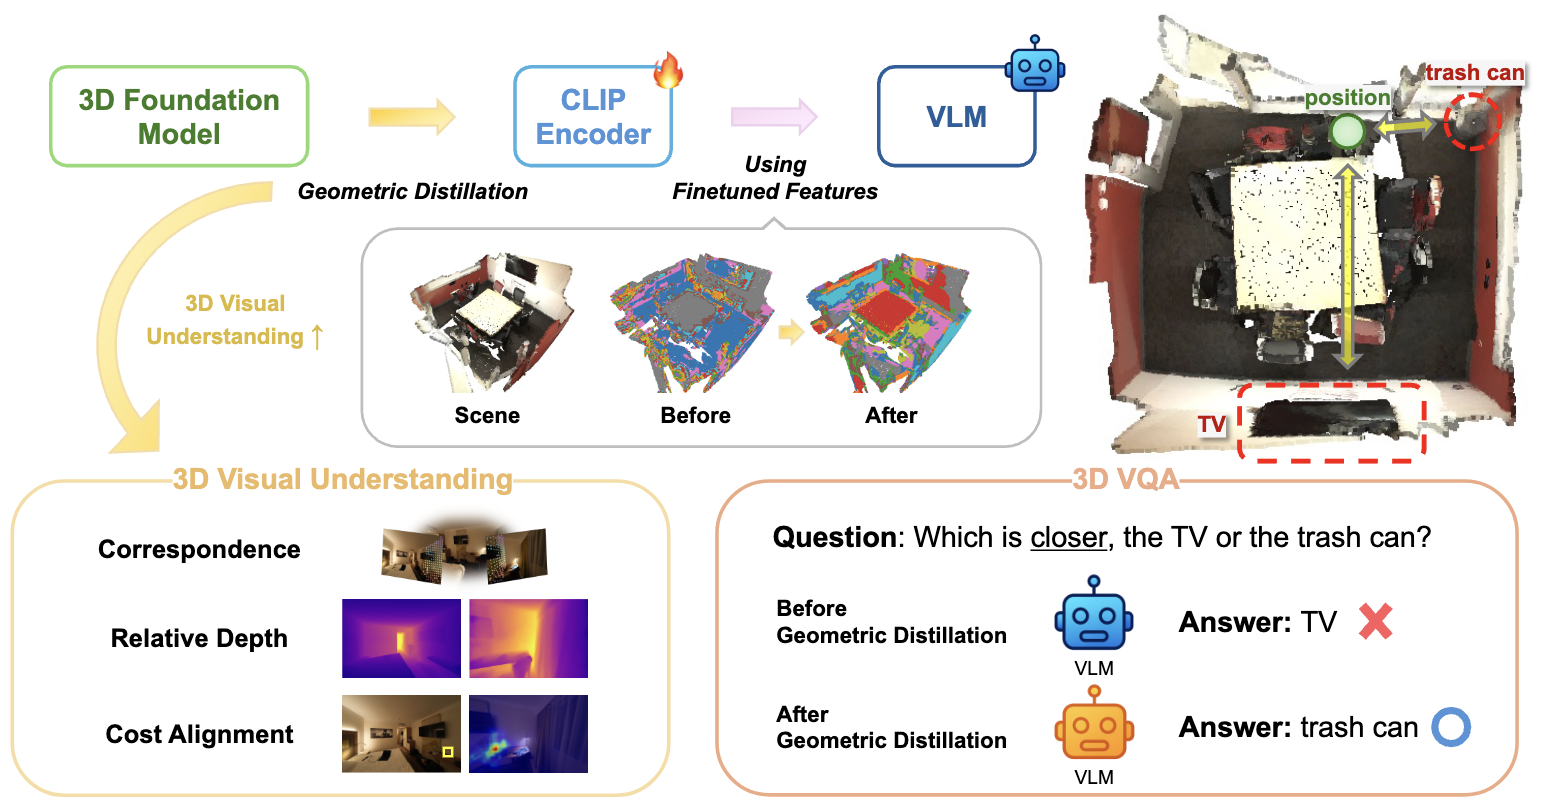 3D Foundation
Model
CLIP
Encoder
VLM
Geometric Distillation
Using
Finetuned Features
position
trash can
TV
3D Visual
Understanding ↑
Scene
Before
After
3D Visual Understanding
Correspondence
Relative Depth
Cost Alignment
3D VQA
Question: Which is closer, the TV or the trash can?
Before
Geometric Distillation
VLM
Answer: TV
After
Geometric Distillation
VLM
Answer: trash can